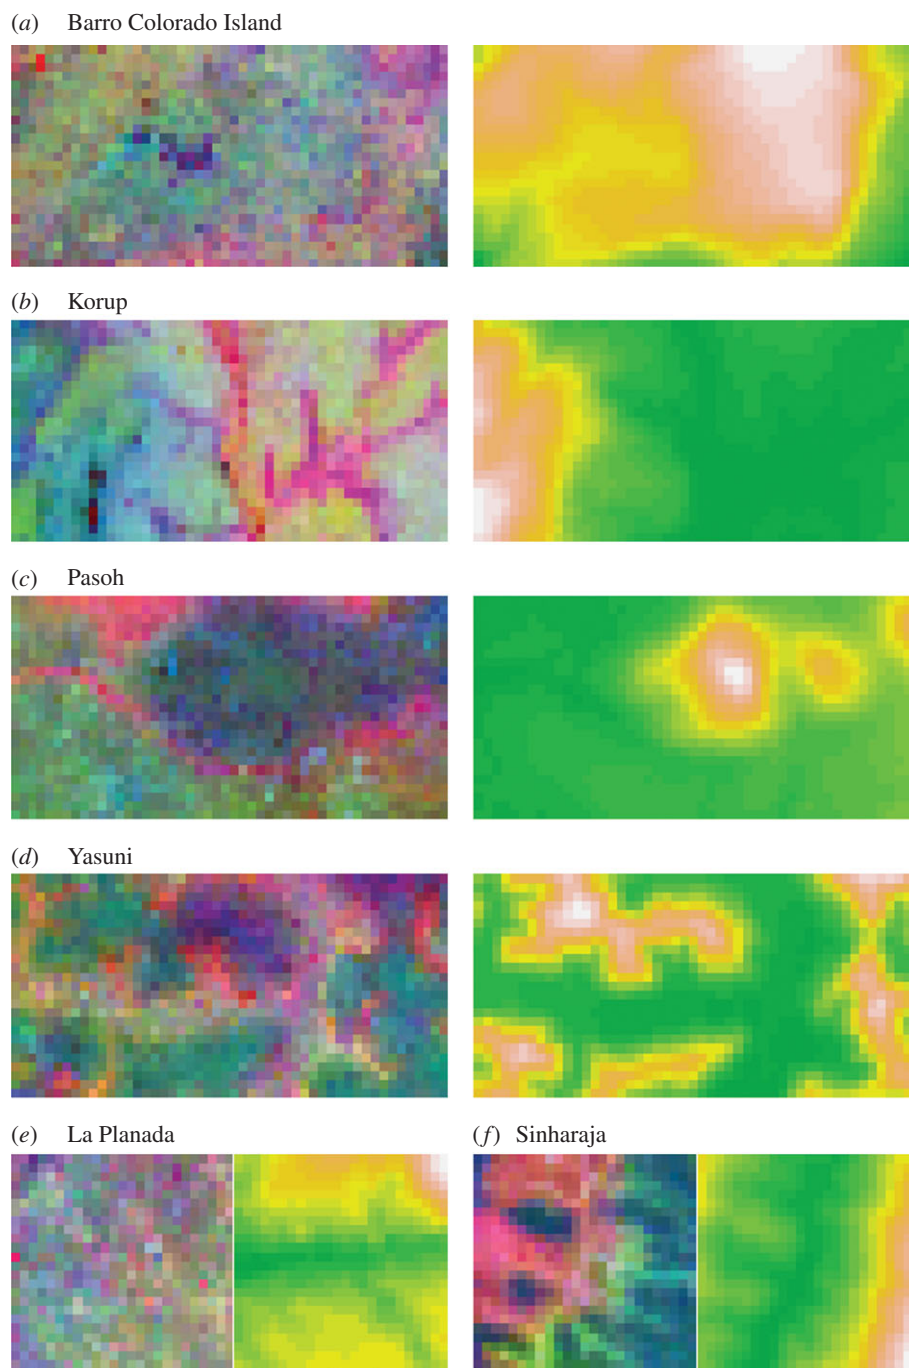 (a) Barro Colorado Island
(b) Korup
(c) Pasoh
(d) Yasuni
(e) La Planada
(f) Sinharaja